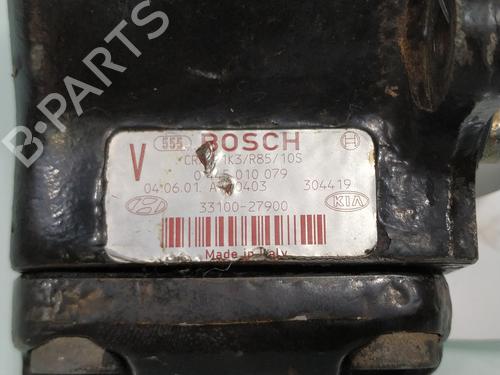 B-PARTS
V 555 BOSCH
1K3/R85/10S
010 079
04.06.01. 0403 304419
33100-27900
KIA
Made in Italy